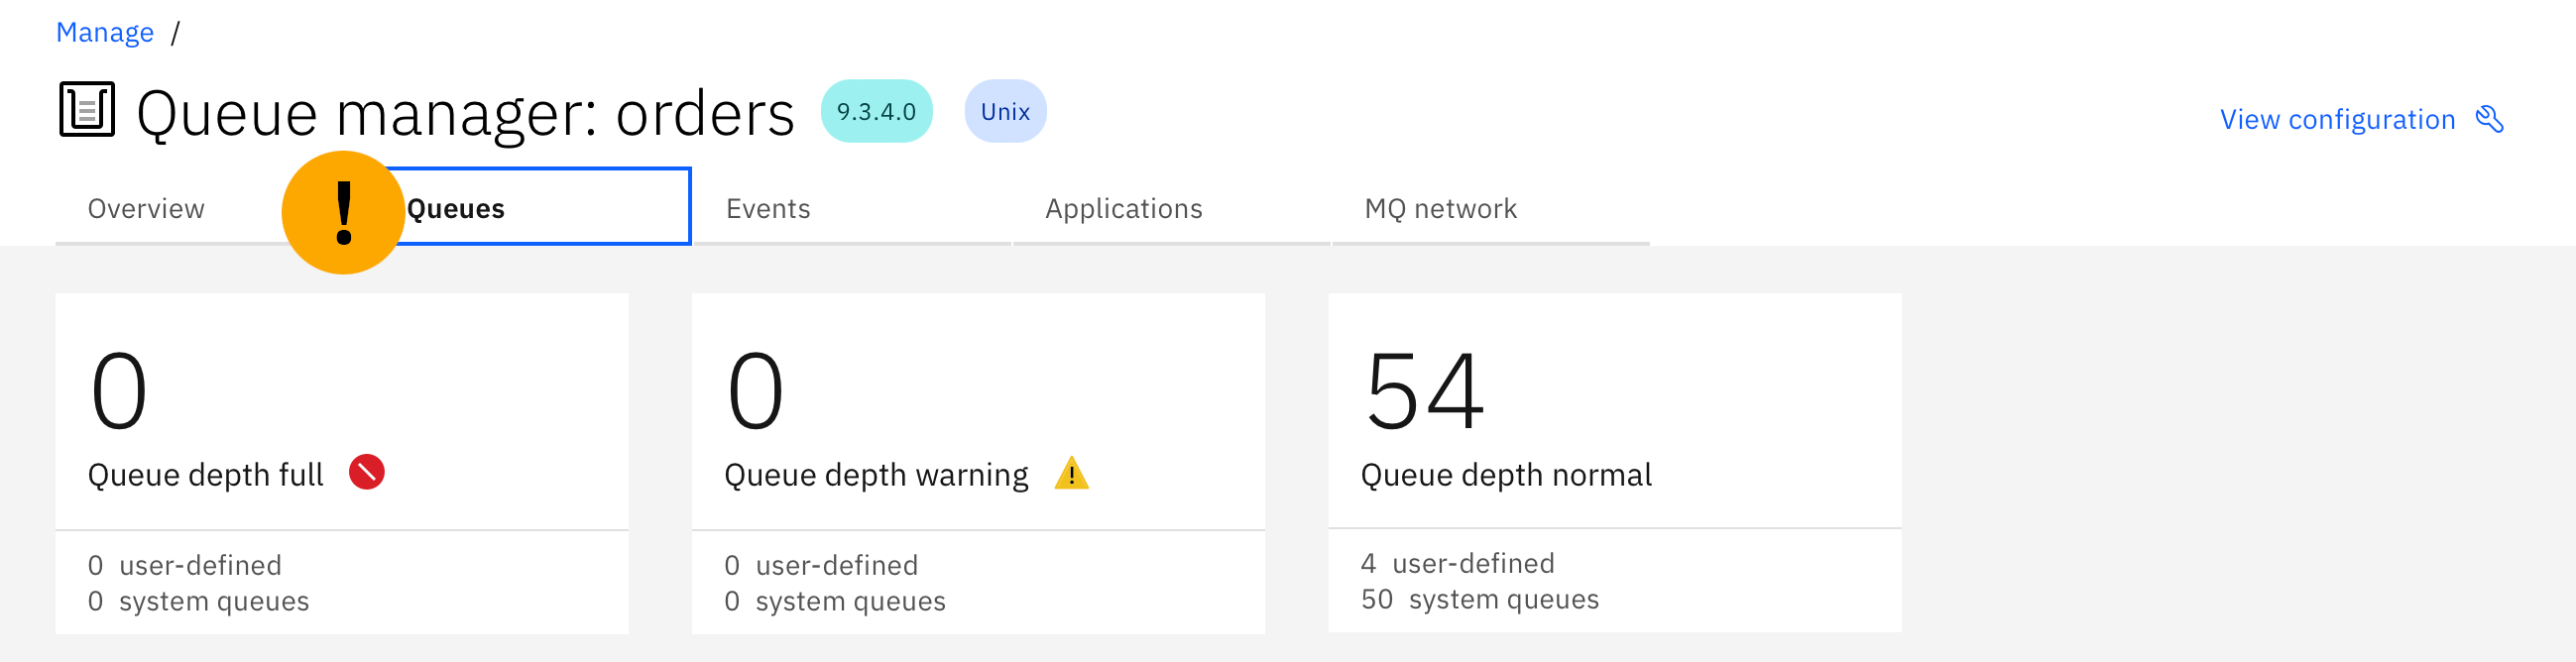 Manage /
Queue manager: orders 9.3.4.0 Unix
View configuration
! Queues
Overview Events Applications MQ network
0
Queue depth full
0 user-defined
0 system queues
0
Queue depth warning
0 user-defined
0 system queues
54
Queue depth normal
4 user-defined
50 system queues